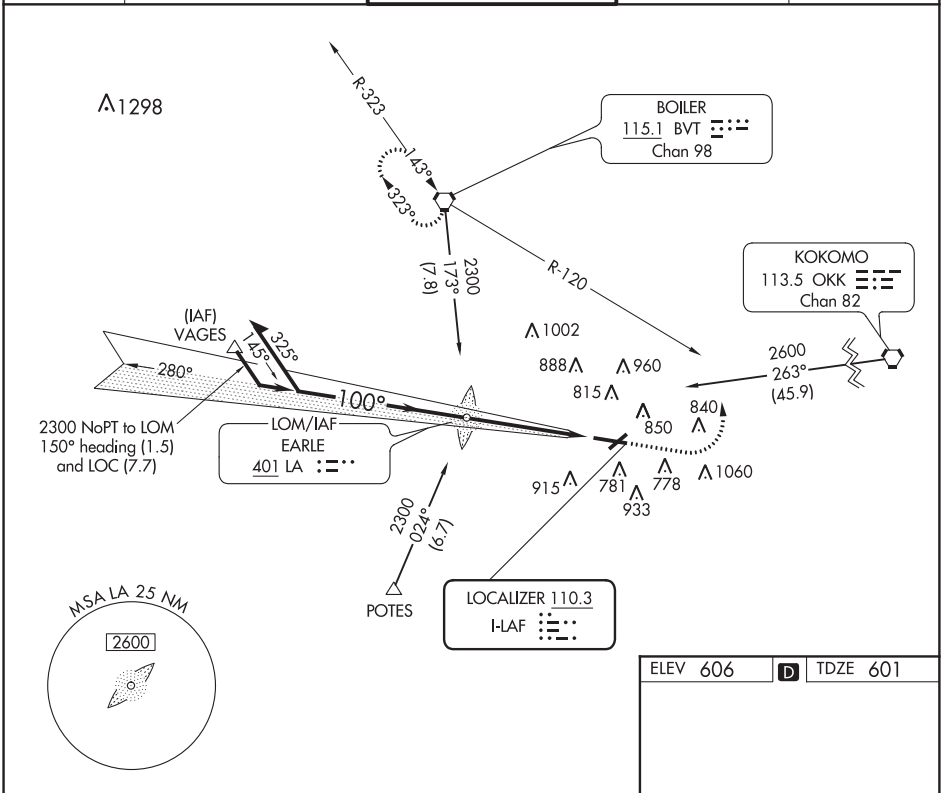 1298
R-323
143°
323°
BOILER
115.1 BVT
Chan 98
2300
173°
(7.8)
R-120
KOKOMO
113.5 OKK
Chan 82
2600
263°
(45.9)
(IAF)
VAGES
145°
325°
280°
100°
2300 NoPT to LOM
150° heading (1.5)
and LOC (7.7)
LOM/IAF
EARLE
401 LA
1002
888
960
815
850
840
915
781
778
1060
933
2300
024°
(6.7)
POTES
LOCALIZER 110.3
I-LAF
MSA LA 25 NM
2600
ELEV 606
D
TDZE 601